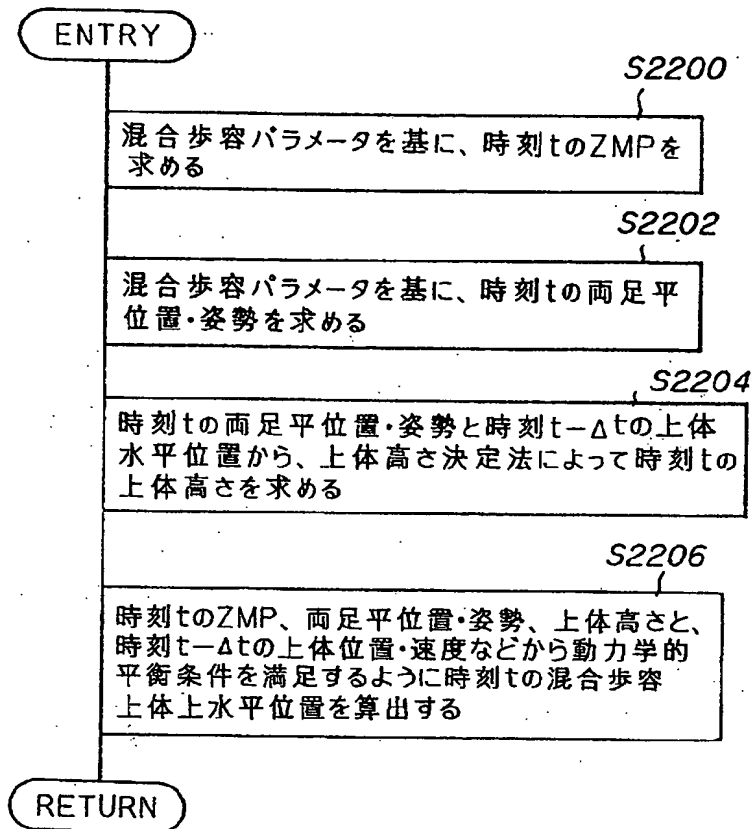 ENTRY
S2200
混合歩容パラメータを基に、時刻tのZMPを
求める
S2202
混合歩容パラメータを基に、時刻tの両足平
位置・姿勢を求める
S2204
時刻tの両足平位置・姿勢と時刻t-Δtの上体
水平位置から、上体高さ決定法によって時刻tの
上体高さを求める
S2206
時刻tのZMP、両足平位置・姿勢、上体高さと、
時刻t-Δtの上体位置・速度などから動力学的
平衡条件を満足するように時刻tの混合歩容
上体上水平位置を算出する
RETURN